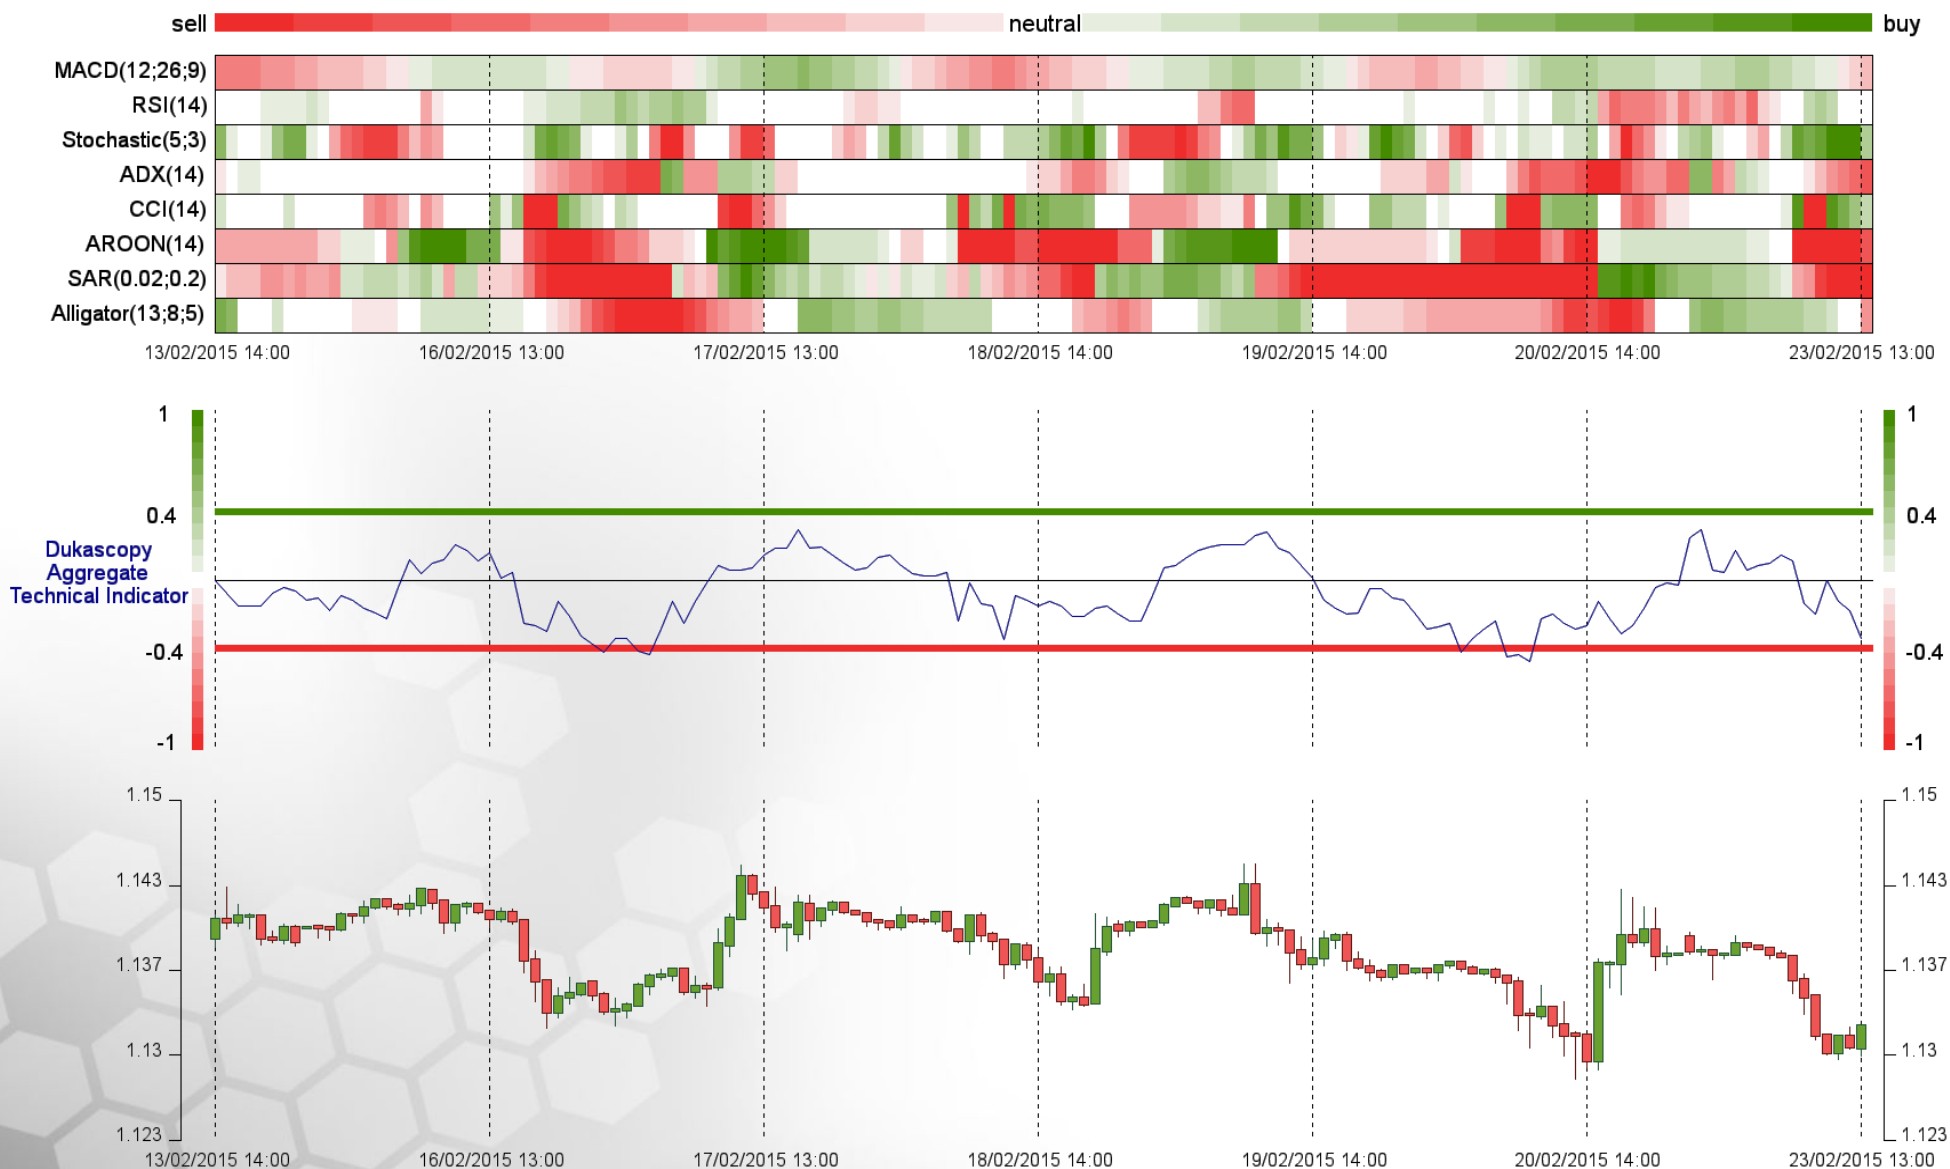 sell neutral buy
MACD(12;26;9)
RSI(14)
Stochastic(5;3)
ADX(14)
CCI(14)
AROON(14)
SAR(0.02;0.2)
Alligator(13;8;5)
13/02/2015 14:00 16/02/2015 13:00 17/02/2015 13:00 18/02/2015 14:00 19/02/2015 14:00 20/02/2015 14:00 23/02/2015 13:00
1 1
0.4 0.4
Dukascopy
Aggregate
Technical Indicator
-0.4 -0.4
-1 -1
1.15 1.15
1.143 1.143
1.137 1.137
1.13 1.13
1.123 1.123
13/02/2015 14:00 16/02/2015 13:00 17/02/2015 13:00 18/02/2015 14:00 19/02/2015 14:00 20/02/2015 14:00 23/02/2015 13:00